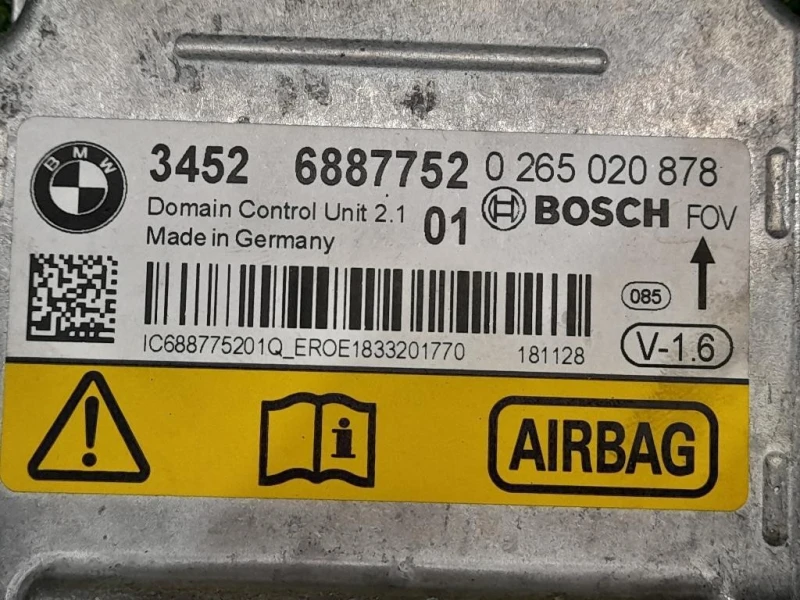 BMW
3452 6887752 0 265 020 878
Domain Control Unit 2.1 01 BOSCH FOV
Made in Germany
085
IC688775201Q_EROE1833201770 181128
V-1.6
! i AIRBAG